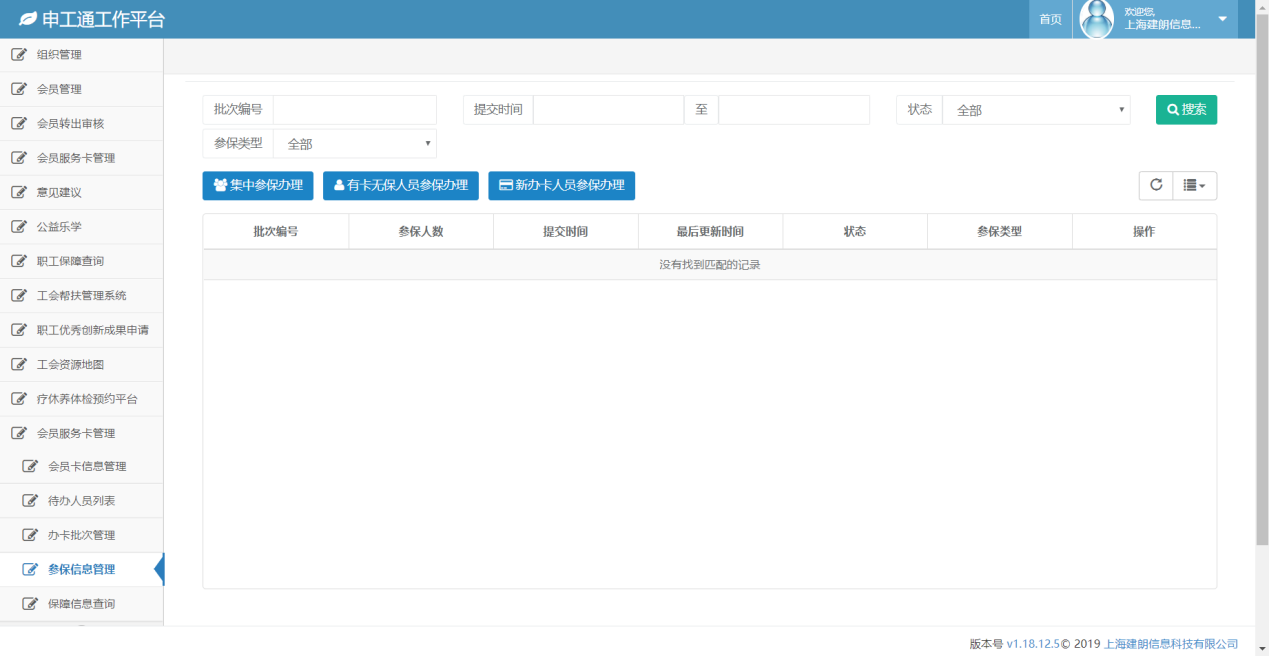 申工通工作平台
首页
欢迎您,
上海建朗信息...
组织管理
会员管理
会员转出审核
会员服务卡管理
意见建议
公益乐学
职工保障查询
工会帮扶管理系统
职工优秀创新成果申请
工会资源地图
疗休养体检预约平台
会员服务卡管理
会员卡信息管理
待办人员列表
办卡批次管理
参保信息管理
保障信息查询
批次编号 提交时间 至 状态 全部 搜索
参保类型 全部
集中参保办理 有卡无保人员参保办理 新办卡人员参保办理
批次编号 参保人数 提交时间 最后更新时间 状态 参保类型 操作
没有找到匹配的记录
版本号 v1.18.12.5© 2019 上海建朗信息科技有限公司